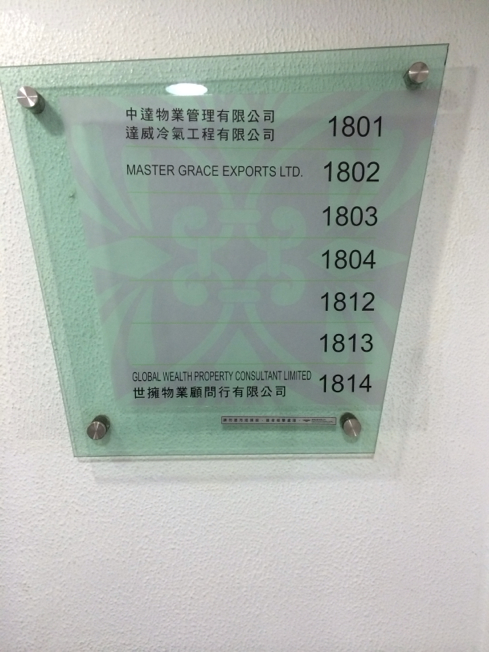 中達物業管理有限公司
達威冷氣工程有限公司 1801
MASTER GRACE EXPORTS LTD. 1802
1803
1804
1812
1813
GLOBAL WEALTH PROPERTY CONSULTANT LIMITED
世擁物業顧問行有限公司 1814